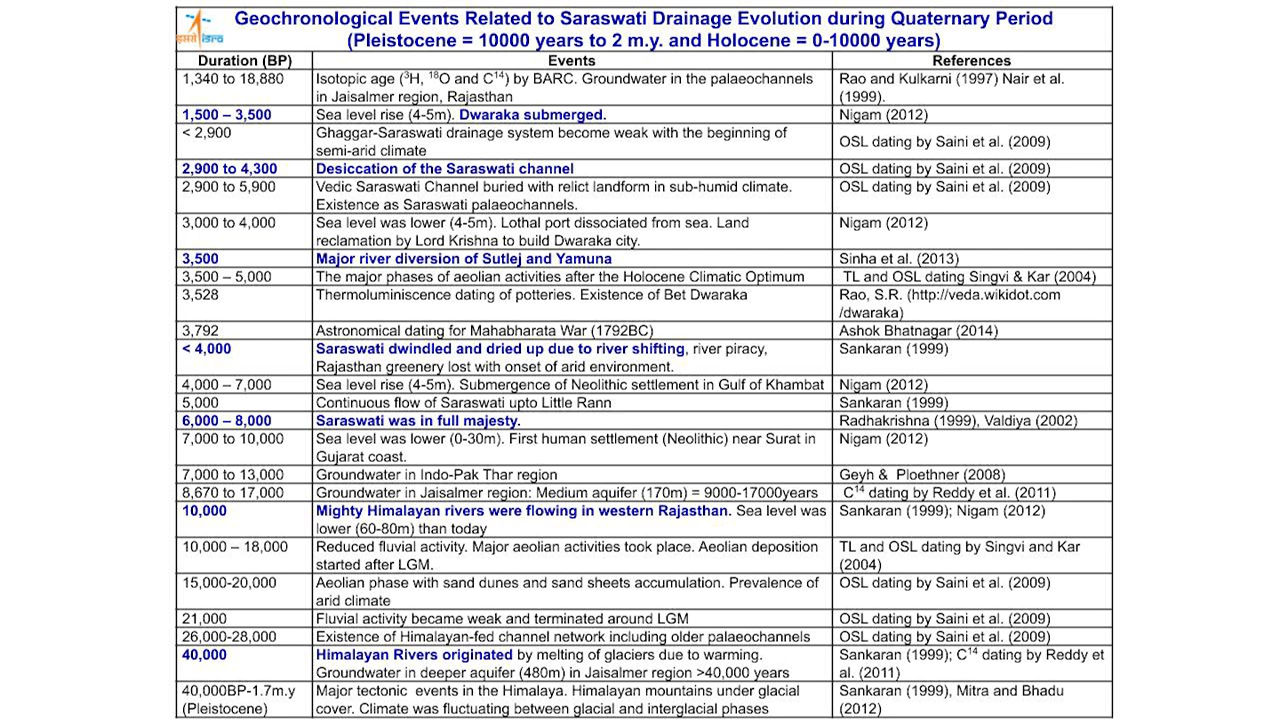 Geochronological Events Related to Saraswati Drainage Evolution during Quaternary Period
(Pleistocene = 10000 years to 2 m.y. and Holocene = 0-10000 years)
इसरो isro
Duration (BP) Events References
1,340 to 18,880 Isotopic age (³H, ¹⁸O and C¹⁴) by BARC. Groundwater in the palaeochannels Rao and Kulkarni (1997) Nair et al.
in Jaisalmer region, Rajasthan (1999).
1,500 – 3,500 Sea level rise (4-5m). Dwaraka submerged. Nigam (2012)
< 2,900 Ghaggar-Saraswati drainage system become weak with the beginning of OSL dating by Saini et al. (2009)
semi-arid climate
2,900 to 4,300 Desiccation of the Saraswati channel OSL dating by Saini et al. (2009)
2,900 to 5,900 Vedic Saraswati Channel buried with relict landform in sub-humid climate. OSL dating by Saini et al. (2009)
Existence as Saraswati palaeochannels.
3,000 to 4,000 Sea level was lower (4-5m). Lothal port dissociated from sea. Land Nigam (2012)
reclamation by Lord Krishna to build Dwaraka city.
3,500 Major river diversion of Sutlej and Yamuna Sinha et al. (2013)
3,500 – 5,000 The major phases of aeolian activities after the Holocene Climatic Optimum TL and OSL dating Singvi & Kar (2004)
3,528 Thermoluminiscence dating of potteries. Existence of Bet Dwaraka Rao, S.R. (http://veda.wikidot.com
/dwaraka)
3,792 Astronomical dating for Mahabharata War (1792BC) Ashok Bhatnagar (2014)
< 4,000 Saraswati dwindled and dried up due to river shifting, river piracy, Sankaran (1999)
Rajasthan greenery lost with onset of arid environment.
4,000 – 7,000 Sea level rise (4-5m). Submergence of Neolithic settlement in Gulf of Khambat Nigam (2012)
5,000 Continuous flow of Saraswati upto Little Rann Sankaran (1999)
6,000 – 8,000 Saraswati was in full majesty. Radhakrishna (1999), Valdiya (2002)
7,000 to 10,000 Sea level was lower (0-30m). First human settlement (Neolithic) near Surat in Nigam (2012)
Gujarat coast.
7,000 to 13,000 Groundwater in Indo-Pak Thar region Geyh & Ploethner (2008)
8,670 to 17,000 Groundwater in Jaisalmer region: Medium aquifer (170m) = 9000-17000years C¹⁴ dating by Reddy et al. (2011)
10,000 Mighty Himalayan rivers were flowing in western Rajasthan. Sea level was Sankaran (1999); Nigam (2012)
lower (60-80m) than today
10,000 – 18,000 Reduced fluvial activity. Major aeolian activities took place. Aeolian deposition TL and OSL dating by Singvi and Kar
started after LGM. (2004)
15,000-20,000 Aeolian phase with sand dunes and sand sheets accumulation. Prevalence of OSL dating by Saini et al. (2009)
arid climate
21,000 Fluvial activity became weak and terminated around LGM OSL dating by Saini et al. (2009)
26,000-28,000 Existence of Himalayan-fed channel network including older palaeochannels OSL dating by Saini et al. (2009)
40,000 Himalayan Rivers originated by melting of glaciers due to warming. Sankaran (1999); C¹⁴ dating by Reddy et
Groundwater in deeper aquifer (480m) in Jaisalmer region >40,000 years al. (2011)
40,000BP-1.7m.y Major tectonic events in the Himalaya. Himalayan mountains under glacial Sankaran (1999), Mitra and Bhadu
(Pleistocene) cover. Climate was fluctuating between glacial and interglacial phases (2012)